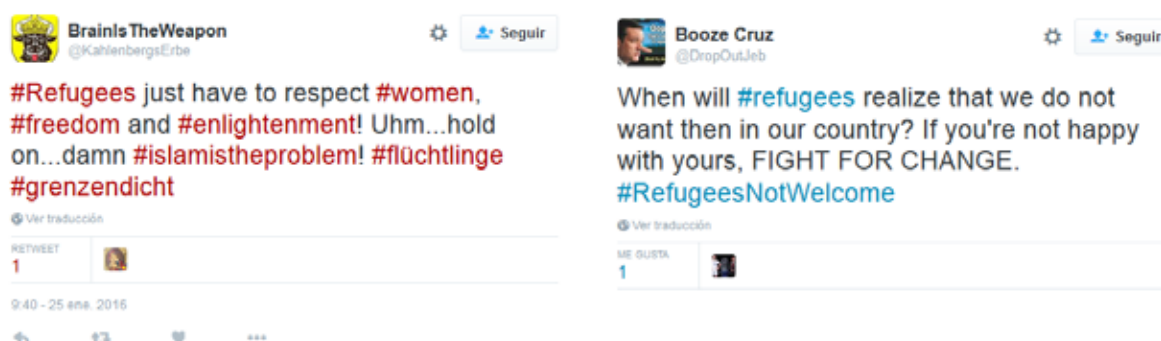 BrainIsTheWeapon
@KahlenbergsErbe
Seguir
#Refugees just have to respect #women,
#freedom and #enlightenment! Uhm...hold
on...damn #islamistheproblem! #flüchtlinge
#grenzendicht
Ver traducción
RETWEET
1
9:40 - 25 ene. 2016
Booze Cruz
@DropOutJeb
Seguir
When will #refugees realize that we do not
want then in our country? If you're not happy
with yours, FIGHT FOR CHANGE.
#RefugeesNotWelcome
Ver traducción
ME GUSTA
1